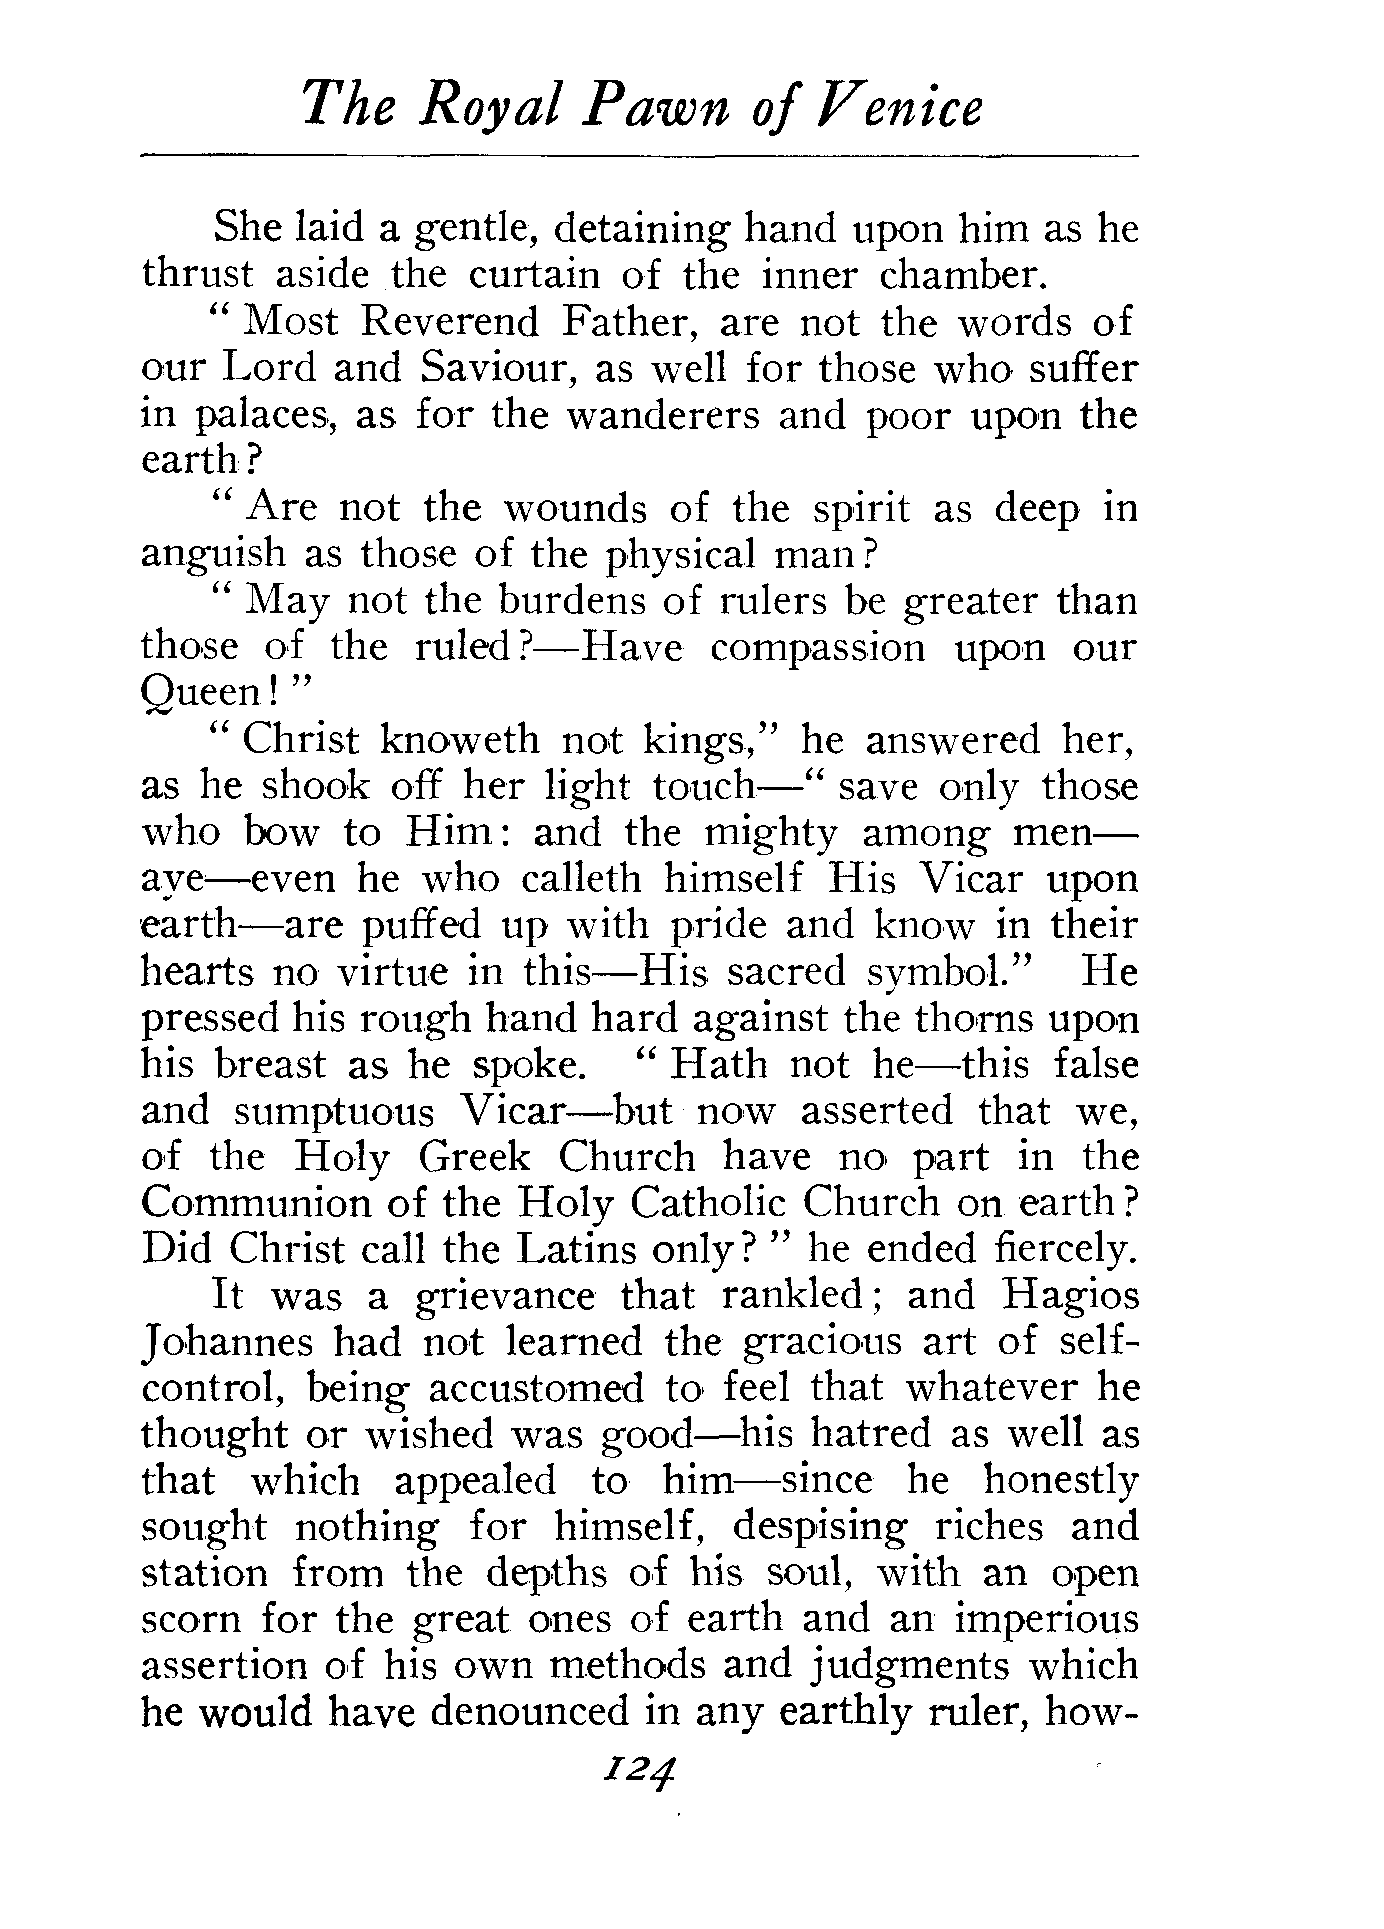 The Royal Pawn of Venice
She laid a gentle, detaining hand upon him as he
thrust aside the curtain of the inner chamber.
" Most Reverend Father, are not the words of
our Lord and Saviour, as well for those who suffer
in palaces, as for the wanderers and poor upon the
earth?
" Are not the wounds of the spirit as deep in
anguish as those of the physical man?
" May not the burdens of rulers be greater than
those of the ruled?—Have compassion upon our
Queen! "
" Christ knoweth not kings," he answered her,
as he shook off her light touch—" save only those
who bow to Him: and the mighty among men—
aye—even he who calleth himself His Vicar upon
earth—are puffed up with pride and know in their
hearts no virtue in this—His sacred symbol." He
pressed his rough hand hard against the thorns upon
his breast as he spoke. " Hath not he—this false
and sumptuous Vicar—but now asserted that we,
of the Holy Greek Church have no part in the
Communion of the Holy Catholic Church on earth?
Did Christ call the Latins only? " he ended fiercely.
It was a grievance that rankled; and Hagios
Johannes had not learned the gracious art of self-
control, being accustomed to feel that whatever he
thought or wished was good—his hatred as well as
that which appealed to him—since he honestly
sought nothing for himself, despising riches and
station from the depths of his soul, with an open
scorn for the great ones of earth and an imperious
assertion of his own methods and judgments which
he would have denounced in any earthly ruler, how-
124